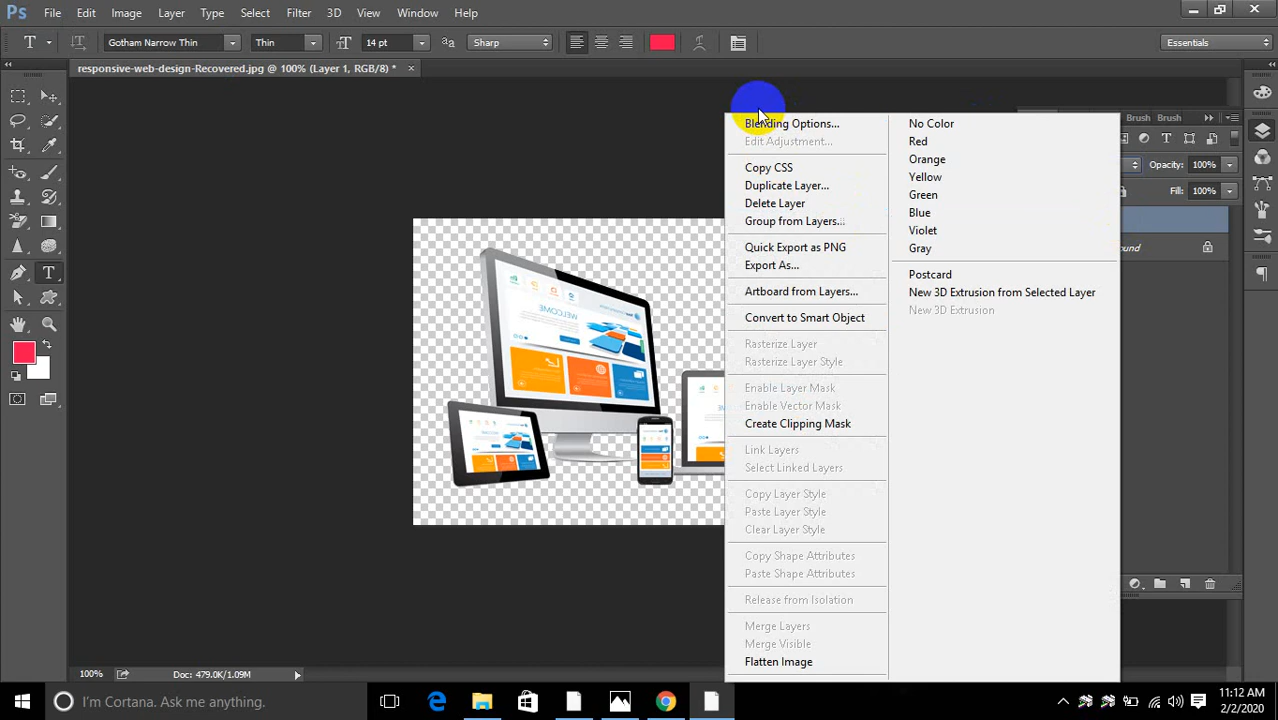 Ps File Edit Image Layer Type Select Filter 3D View Window Help
T Gotham Narrow Thin Thin 14 pt Sharp Essentials
responsive-web-design-Recovered.jpg @ 100% (Layer 1, RGB/8) * ×
Brush Brush
Opacity: 100%
Fill: 100%
ound
Blending Options...
Edit Adjustment...
Copy CSS
Duplicate Layer...
Delete Layer
Group from Layers...
Quick Export as PNG
Export As...
Artboard from Layers...
Convert to Smart Object
Rasterize Layer
Rasterize Layer Style
Enable Layer Mask
Enable Vector Mask
Create Clipping Mask
Link Layers
Select Linked Layers
Copy Layer Style
Paste Layer Style
Clear Layer Style
Copy Shape Attributes
Paste Shape Attributes
Release from Isolation
Merge Layers
Merge Visible
Flatten Image
No Color
Red
Orange
Yellow
Green
Blue
Violet
Gray
Postcard
New 3D Extrusion from Selected Layer
New 3D Extrusion
WELCOME
100% Doc: 479.0K/1.09M
I'm Cortana. Ask me anything.
11:12 AM
2/2/2020